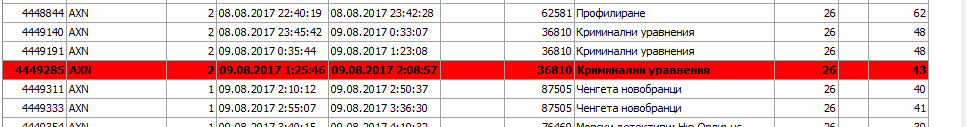 4448844 AXN 2 08.08.2017 22:40:19 08.08.2017 23:42:28 62581 Профилиране 26 62
4449140 AXN 2 08.08.2017 23:45:42 09.08.2017 0:33:07 36810 Криминални уравнения 26 48
4449191 AXN 2 09.08.2017 0:35:44 09.08.2017 1:23:08 36810 Криминални уравнения 26 48
4449285 AXN 2 09.08.2017 1:25:46 09.08.2017 2:08:57 36810 Криминални уравнения 26 43
4449311 AXN 1 09.08.2017 2:10:12 09.08.2017 2:50:37 87505 Ченгета новобранци 26 40
4449333 AXN 1 09.08.2017 2:55:07 09.08.2017 3:36:30 87505 Ченгета новобранци 26 41
4449354 AXN 1 09.08.2017 3:40:15 09.08.2017 4:19:32 76460 Морски детективи: Ню Орлиънс 26 39